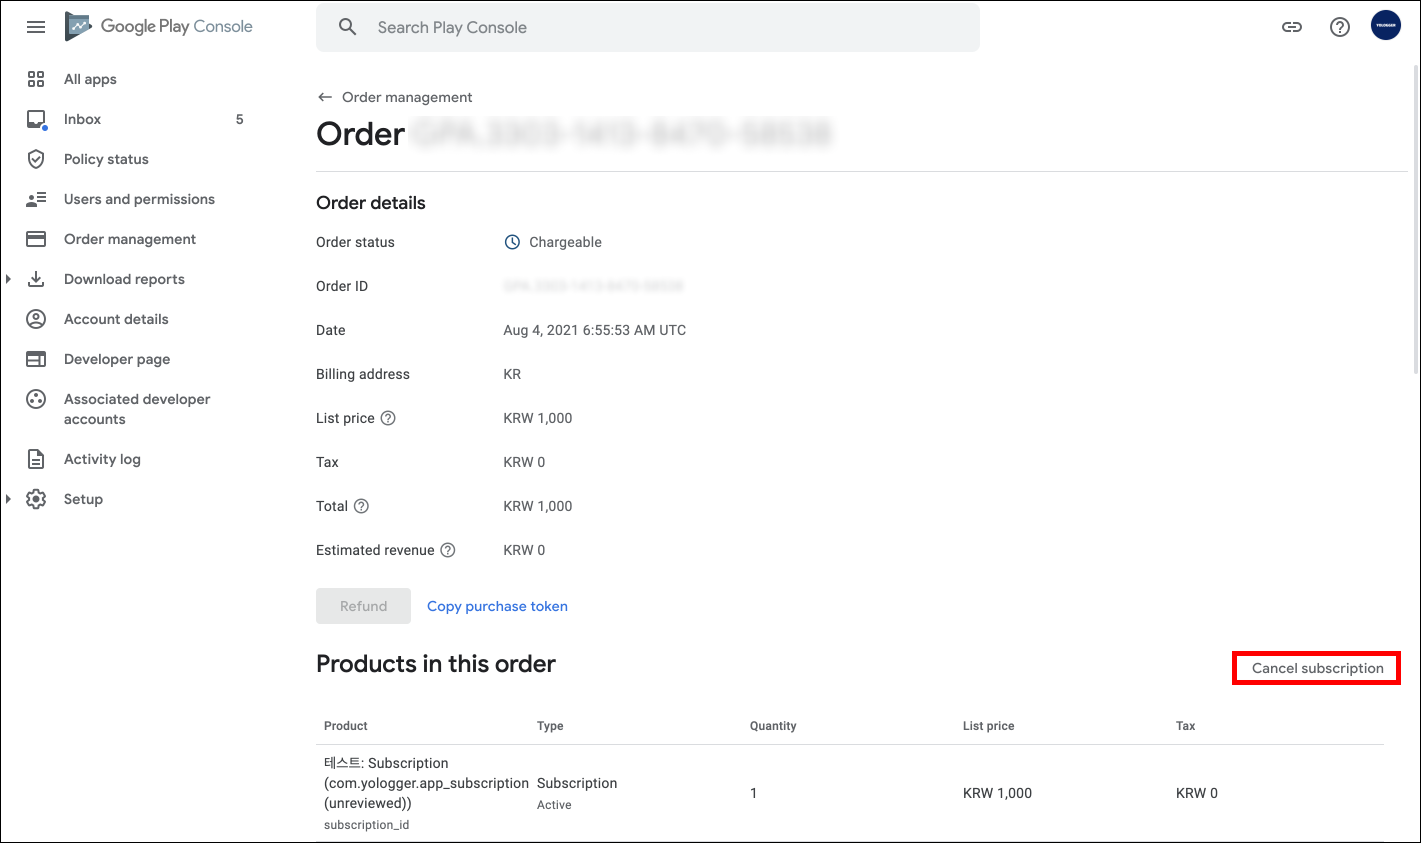 Google Play Console
Search Play Console
YOLOGGER
All apps
Inbox 5
Policy status
Users and permissions
Order management
Download reports
Account details
Developer page
Associated developer
accounts
Activity log
Setup
Order management
Order
Order details
Order status Chargeable
Order ID
Date Aug 4, 2021 6:55:53 AM UTC
Billing address KR
List price KRW 1,000
Tax KRW 0
Total KRW 1,000
Estimated revenue KRW 0
Refund Copy purchase token
Products in this order
Cancel subscription
Product Type Quantity List price Tax
테스트: Subscription
(com.yologger.app_subscription
(unreviewed))
subscription_id
Subscription
Active
1
KRW 1,000
KRW 0